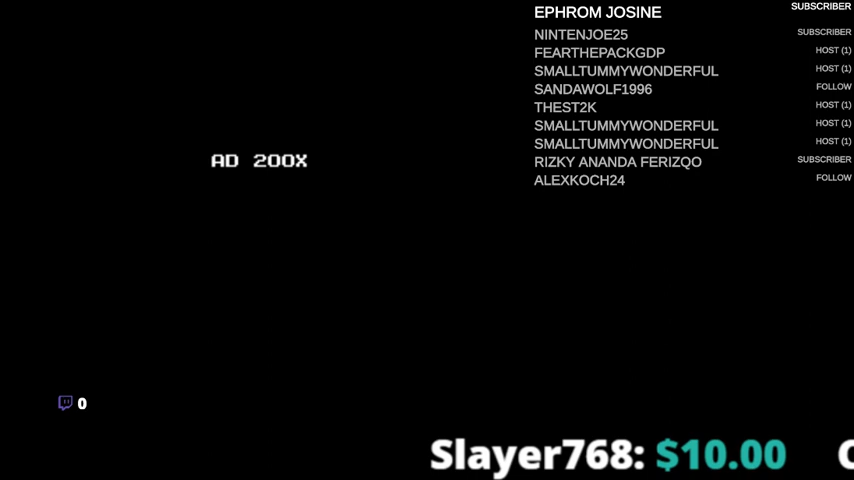 EPHROM JOSINE SUBSCRIBER
NINTENJOE25 SUBSCRIBER
FEARTHEPACKGDP HOST (1)
SMALLTUMMYWONDERFUL HOST (1)
SANDAWOLF1996 FOLLOW
THEST2K HOST (1)
SMALLTUMMYWONDERFUL HOST (1)
SMALLTUMMYWONDERFUL HOST (1)
RIZKY ANANDA FERIZQO SUBSCRIBER
ALEXKOCH24 FOLLOW
AD 200X
0
Slayer768: $10.00